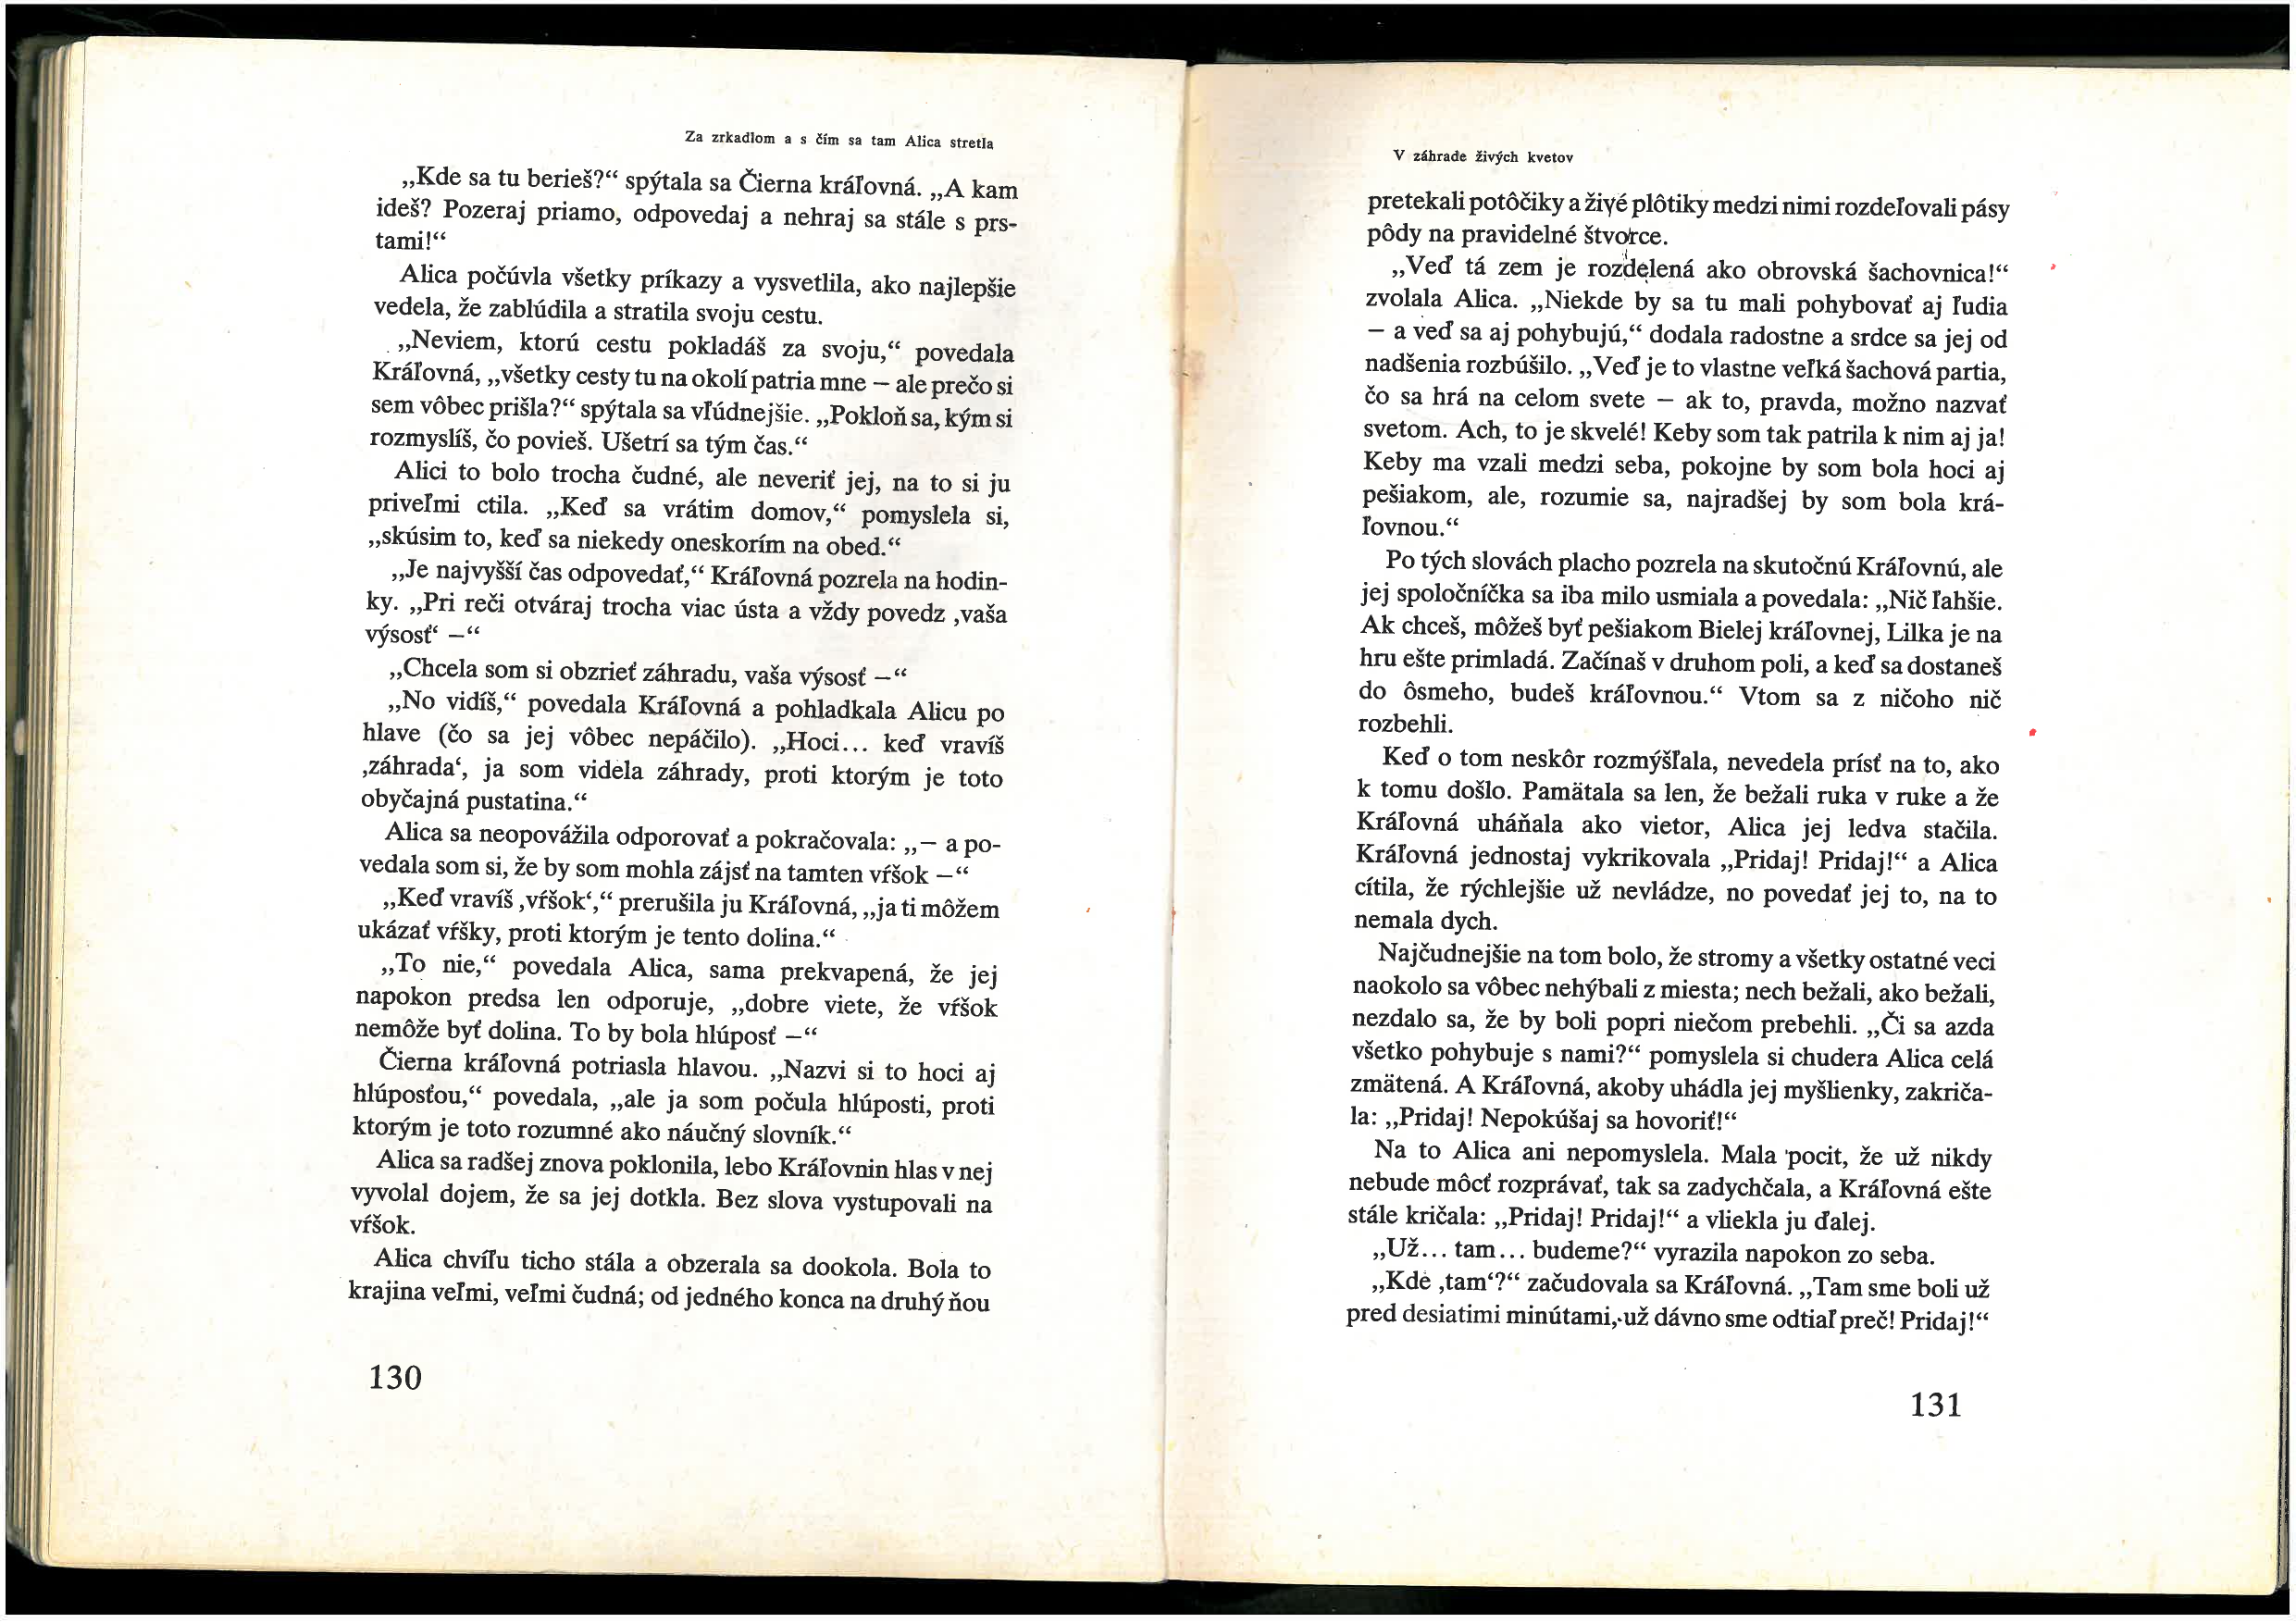 Za zrkadlom a s čím sa tam Alica stretla
„Kde sa tu berieš?“ spýtala sa Čierna kráľovná. „A kam
ideš? Pozeraj priamo, odpovedaj a nehraj sa stále s prs-
tami!“
Alica počúvla všetky príkazy a vysvetlila, ako najlepšie
vedela, že zablúdila a stratila svoju cestu.
„Neviem, ktorú cestu pokladáš za svoju,“ povedala
Kráľovná, „všetky cesty tu na okolí patria mne – ale prečo si
sem vôbec prišla?“ spýtala sa vľúdnejšie. „Pokloň sa, kým si
rozmyslíš, čo povieš. Ušetrí sa tým čas.“
Alici to bolo trocha čudné, ale neveriť jej, na to si ju
priveľmi ctila. „Keď sa vrátim domov,“ pomyslela si,
„skúsim to, keď sa niekedy oneskorím na obed.“
„Je najvyšší čas odpovedať,“ Kráľovná pozrela na hodin-
ky. „Pri reči otváraj trocha viac ústa a vždy povedz ‚vaša
výsosť‘ –“
„Chcela som si obzrieť záhradu, vaša výsosť –“
„No vidíš,“ povedala Kráľovná a pohladkala Alicu po
hlave (čo sa jej vôbec nepáčilo). „Hoci... keď vravíš
‚záhrada‘, ja som videla záhrady, proti ktorým je toto
obyčajná pustatina.“
Alica sa neopovážila odporovať a pokračovala: „– a po-
vedala som si, že by som mohla zájsť na tamten vŕšok –“
„Keď vravíš ‚vŕšok‘,“ prerušila ju Kráľovná, „ja ti môžem
ukázať vŕšky, proti ktorým je tento dolina.“
„To nie,“ povedala Alica, sama prekvapená, že jej
napokon predsa len odporuje, „dobre viete, že vŕšok
nemôže byť dolina. To by bola hlúposť –“
Čierna kráľovná potriasla hlavou. „Nazvi si to hoci aj
hlúposťou,“ povedala, „ale ja som počula hlúposti, proti
ktorým je toto rozumné ako náučný slovník.“
Alica sa radšej znova poklonila, lebo Kráľovnin hlas v nej
vyvolal dojem, že sa jej dotkla. Bez slova vystupovali na
vŕšok.
Alica chvíľu ticho stála a obzerala sa dookola. Bola to
krajina veľmi, veľmi čudná; od jedného konca na druhý ňou
130
V záhrade živých kvetov
pretekali potôčiky a živé plôtiky medzi nimi rozdeľovali pásy
pôdy na pravidelné štvorce.
„Veď tá zem je rozdelená ako obrovská šachovnica!“
zvolala Alica. „Niekde by sa tu mali pohybovať aj ľudia
– a veď sa aj pohybujú,“ dodala radostne a srdce sa jej od
nadšenia rozbúšilo. „Veď je to vlastne veľká šachová partia,
čo sa hrá na celom svete – ak to, pravda, možno nazvať
svetom. Ach, to je skvelé! Keby som tak patrila k nim aj ja!
Keby ma vzali medzi seba, pokojne by som bola hoci aj
pešiakom, ale, rozumie sa, najradšej by som bola krá-
ľovnou.“
Po tých slovách placho pozrela na skutočnú Kráľovnú, ale
jej spoločníčka sa iba milo usmiala a povedala: „Nič ľahšie.
Ak chceš, môžeš byť pešiakom Bielej kráľovnej, Lilka je na
hru ešte primladá. Začínaš v druhom poli, a keď sa dostaneš
do ôsmeho, budeš kráľovnou.“ Vtom sa z ničoho nič
rozbehli.
Keď o tom neskôr rozmýšľala, nevedela prísť na to, ako
k tomu došlo. Pamätala sa len, že bežali ruka v ruke a že
Kráľovná uháňala ako vietor, Alica jej ledva stačila.
Kráľovná jednostaj vykrikovala „Pridaj! Pridaj!“ a Alica
cítila, že rýchlejšie už nevládze, no povedať jej to, na to
nemala dych.
Najčudnejšie na tom bolo, že stromy a všetky ostatné veci
naokolo sa vôbec nehýbali z miesta; nech bežali, ako bežali,
nezdalo sa, že by boli popri niečom prebehli. „Či sa azda
všetko pohybuje s nami?“ pomyslela si chudera Alica celá
zmätená. A Kráľovná, akoby uhádla jej myšlienky, zakriča-
la: „Pridaj! Nepokúšaj sa hovoriť!“
Na to Alica ani nepomyslela. Mala pocit, že už nikdy
nebude môcť rozprávať, tak sa zadychčala, a Kráľovná ešte
stále kričala: „Pridaj! Pridaj!“ a vliekla ju ďalej.
„Už... tam... budeme?“ vyrazila napokon zo seba.
„Kde ‚tam‘?“ začudovala sa Kráľovná. „Tam sme boli už
pred desiatimi minútami, už dávno sme odtiaľ preč! Pridaj!“
131